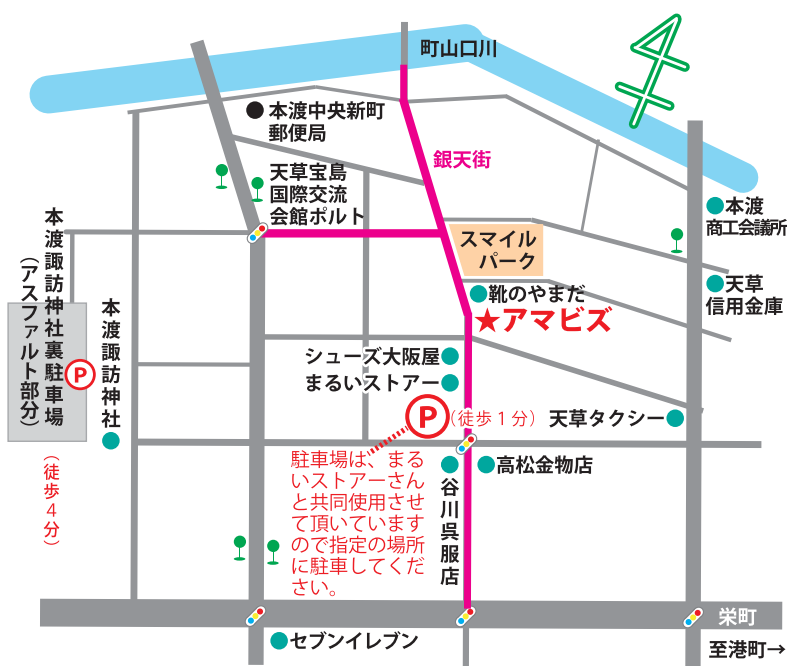 町山口川
本渡中央新町
郵便局
銀天街
天草宝島
国際交流
会館ポルト
本渡
商工会議所
スマイル
パーク
天草
信用金庫
靴のやまだ
★アマビズ
本渡諏訪神社裏駐車場
（アスファルト部分）
P
（徒歩４分）
本渡諏訪神社
シューズ大阪屋
まるいストアー
P
（徒歩１分）
天草タクシー
駐車場は、まる
いストアーさん
と共同使用させ
て頂いています
ので指定の場所
に駐車してくだ
さい。
谷川呉服店
高松金物店
栄町
セブンイレブン
至港町→